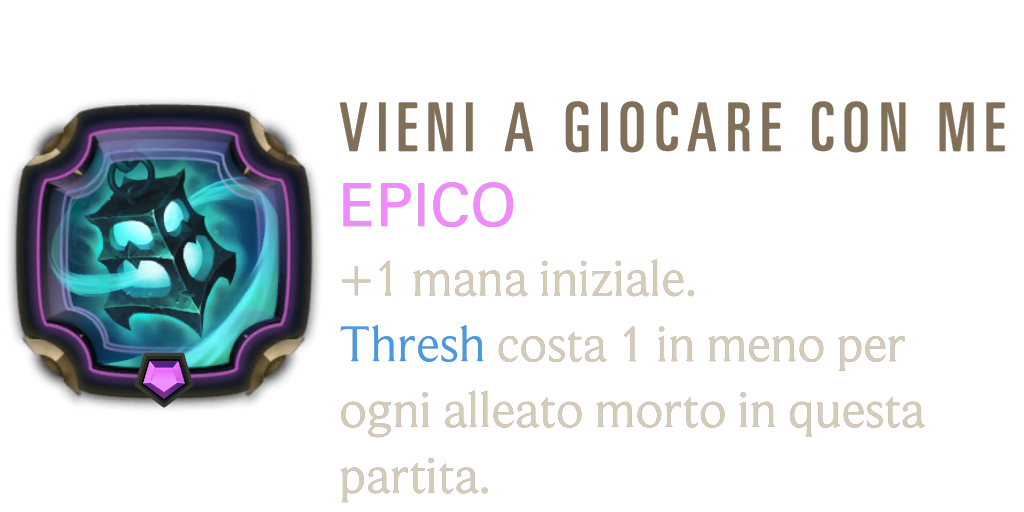 VIENI A GIOCARE CON ME
EPICO
+1 mana iniziale.
Thresh costa 1 in meno per
ogni alleato morto in questa
partita.